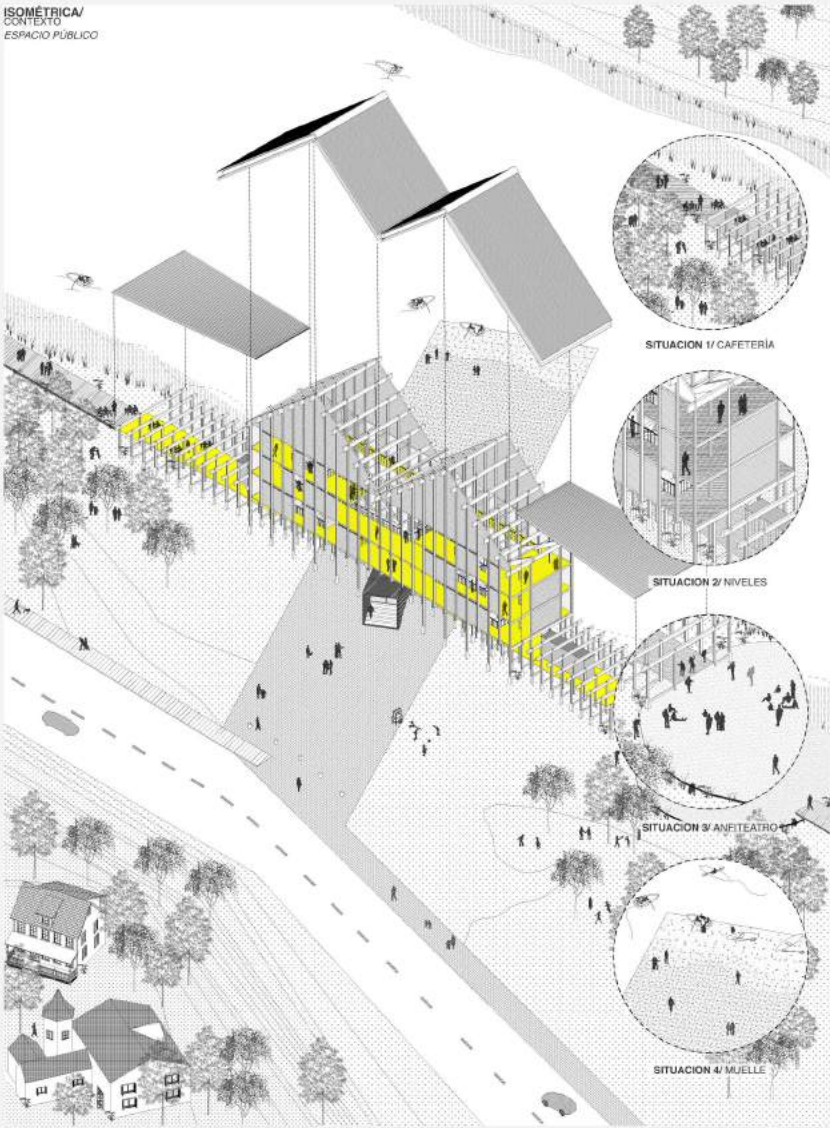 ISOMÉTRICA/
CONTEXTO
ESPACIO PÚBLICO
SITUACION 1/ CAFETERÍA
SITUACION 2/ NIVELES
SITUACION 3/ ANFITEATRO
SITUACION 4/ MUELLE